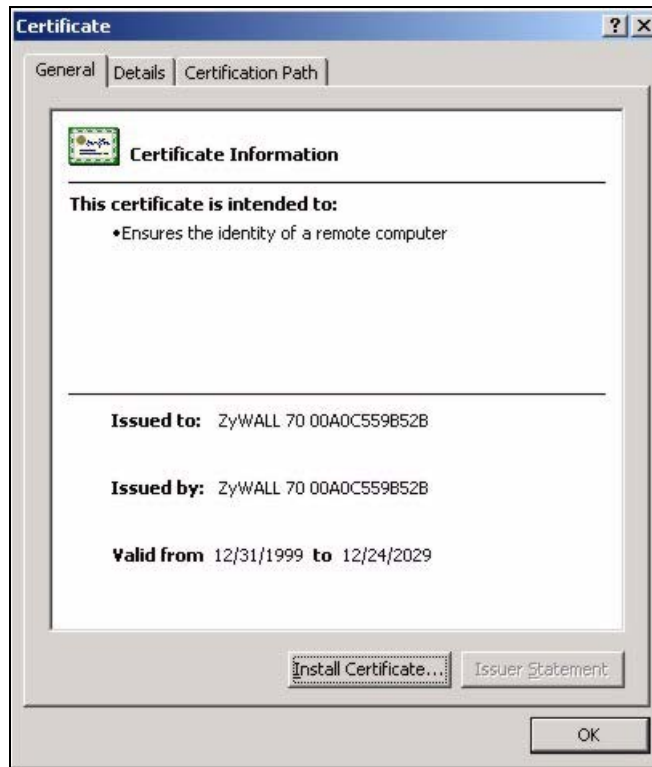 Certificate
General Details Certification Path
Certificate Information
This certificate is intended to:
•Ensures the identity of a remote computer
Issued to: ZyWALL 70 00A0C559B52B
Issued by: ZyWALL 70 00A0C559B52B
Valid from 12/31/1999 to 12/24/2029
Install Certificate... Issuer Statement
OK